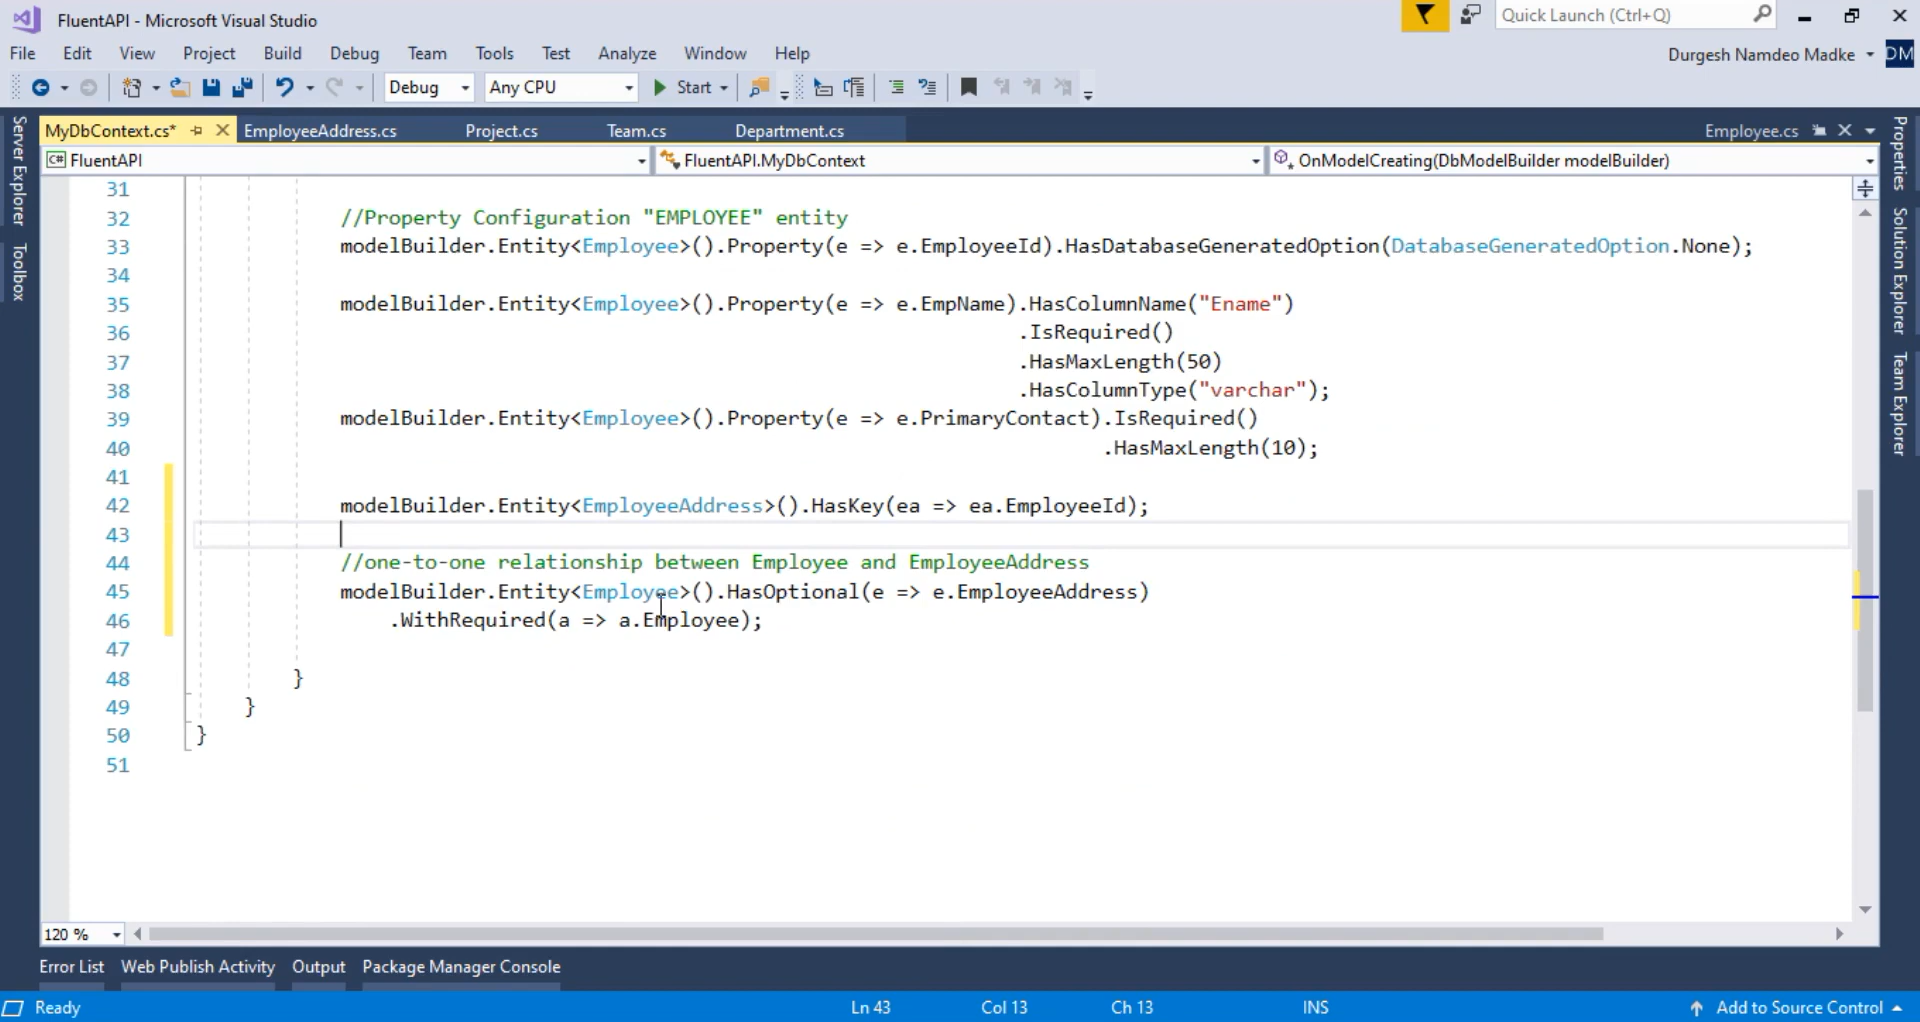 FluentAPI - Microsoft Visual Studio
Quick Launch (Ctrl+Q)
File Edit View Project Build Debug Team Tools Test Analyze Window Help
Durgesh Namdeo Madke DM
Debug Any CPU Start
MyDbContext.cs* EmployeeAddress.cs Project.cs Team.cs Department.cs Employee.cs
C# FluentAPI FluentAPI.MyDbContext OnModelCreating(DbModelBuilder modelBuilder)
Server Explorer
Toolbox
Properties
Solution Explorer
Team Explorer
31
32 //Property Configuration "EMPLOYEE" entity
33 modelBuilder.Entity<Employee>().Property(e => e.EmployeeId).HasDatabaseGeneratedOption(DatabaseGeneratedOption.None);
34
35 modelBuilder.Entity<Employee>().Property(e => e.EmpName).HasColumnName("Ename")
36 .IsRequired()
37 .HasMaxLength(50)
38 .HasColumnType("varchar");
39 modelBuilder.Entity<Employee>().Property(e => e.PrimaryContact).IsRequired()
40 .HasMaxLength(10);
41
42 modelBuilder.Entity<EmployeeAddress>().HasKey(ea => ea.EmployeeId);
43
44 //one-to-one relationship between Employee and EmployeeAddress
45 modelBuilder.Entity<Employee>().HasOptional(e => e.EmployeeAddress)
46 .WithRequired(a => a.Employee);
47
48 }
49 }
50 }
51
120 %
Error List Web Publish Activity Output Package Manager Console
Ready Ln 43 Col 13 Ch 13 INS Add to Source Control